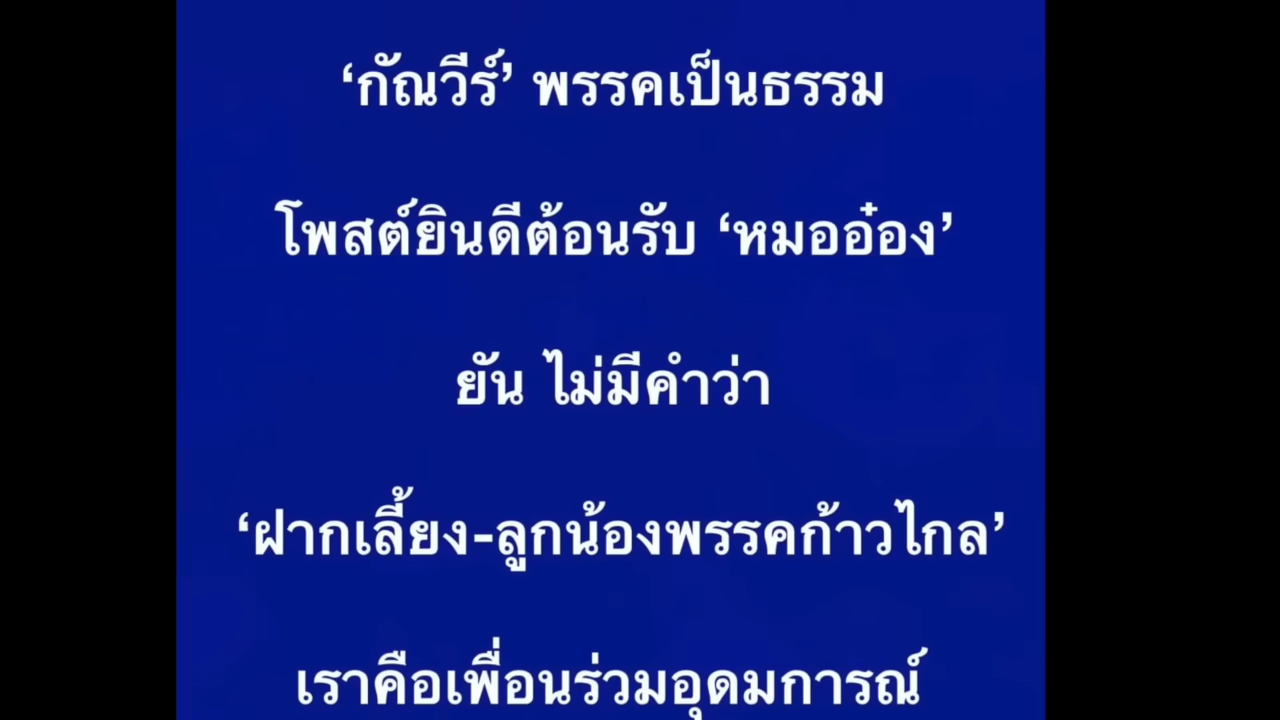 ‘กัณวีร์’ พรรคเป็นธรรม
โพสต์ยินดีต้อนรับ ‘หมออ๋อง’
ยัน ไม่มีคำว่า
‘ฝากเลี้ยง-ลูกน้องพรรคก้าวไกล’
เราคือเพื่อนร่วมอุดมการณ์